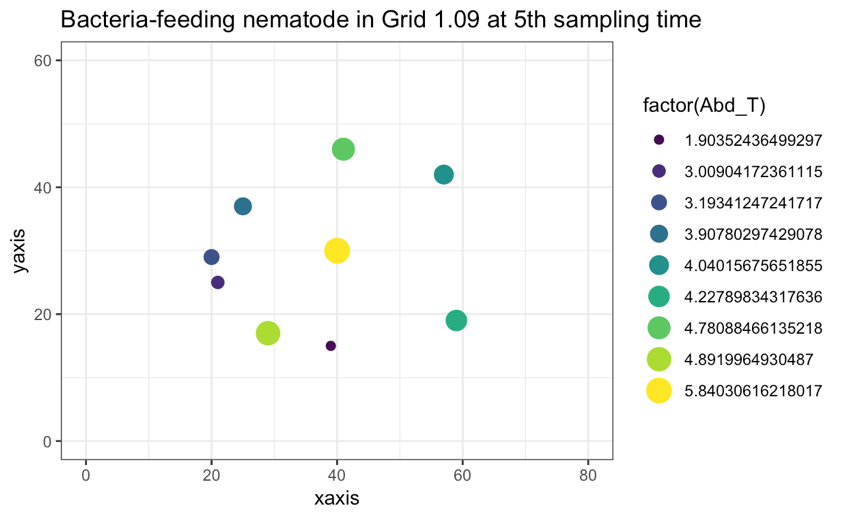 Bacteria-feeding nematode in Grid 1.09 at 5th sampling time
60
40
20
0
yaxis
0 20 40 60 80
xaxis
factor(Abd_T)
1.90352436499297
3.00904172361115
3.19341247241717
3.90780297429078
4.04015675651855
4.22789834317636
4.78088466135218
4.8919964930487
5.84030616218017